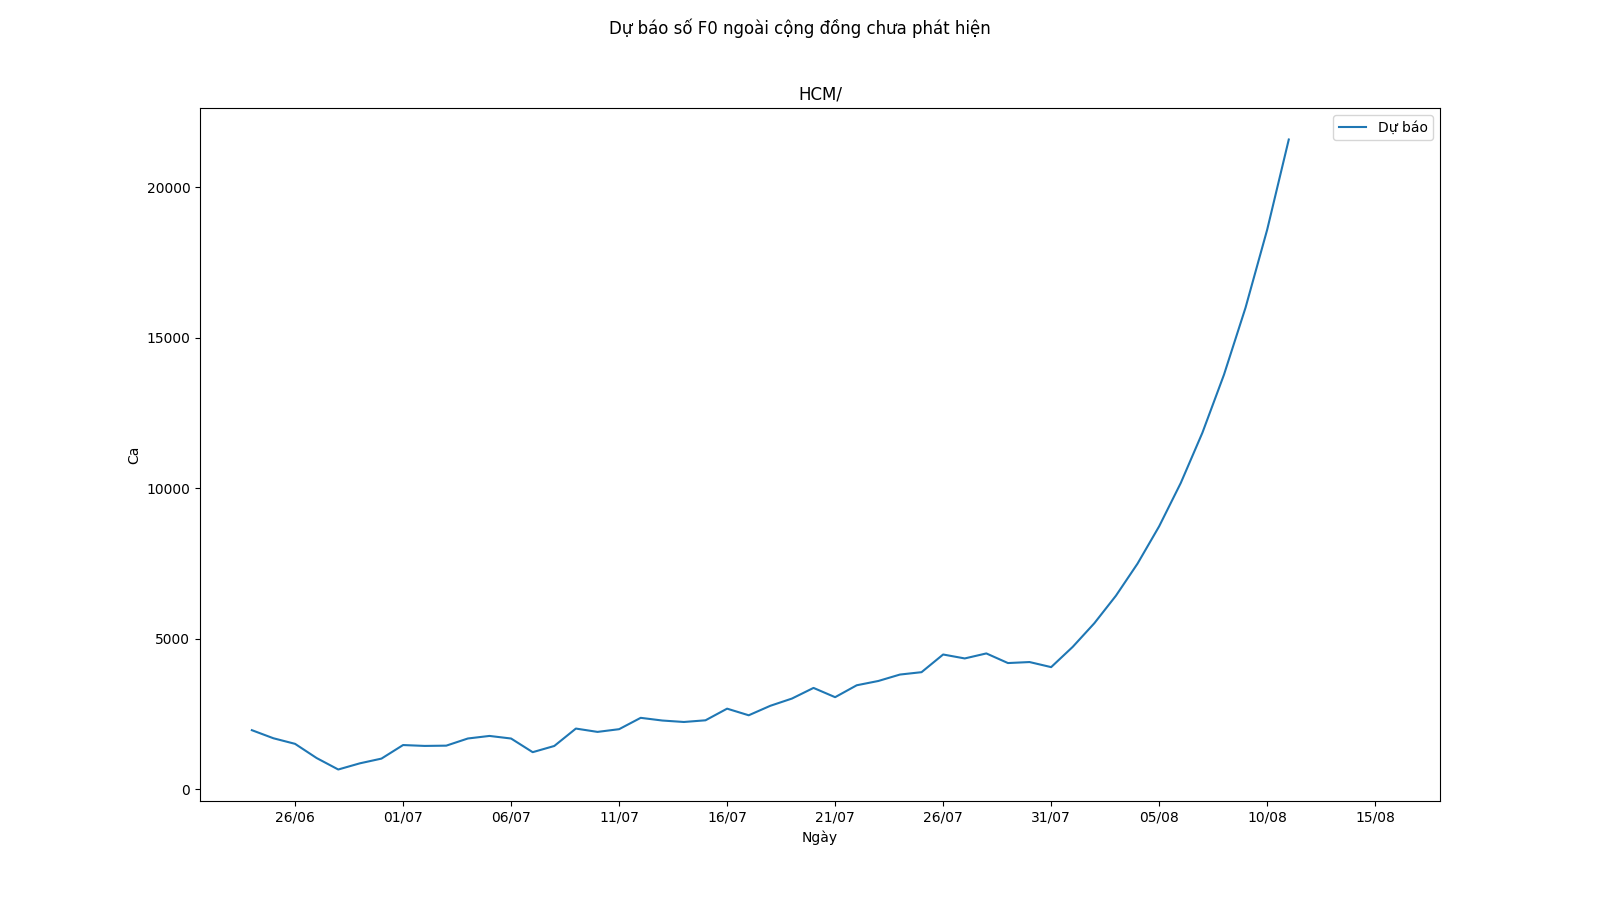 Dự báo số F0 ngoài cộng đồng chưa phát hiện
HCM/
Dự báo
20000
15000
10000
5000
0
Ca
26/06 01/07 06/07 11/07 16/07 21/07 26/07 31/07 05/08 10/08 15/08
Ngày